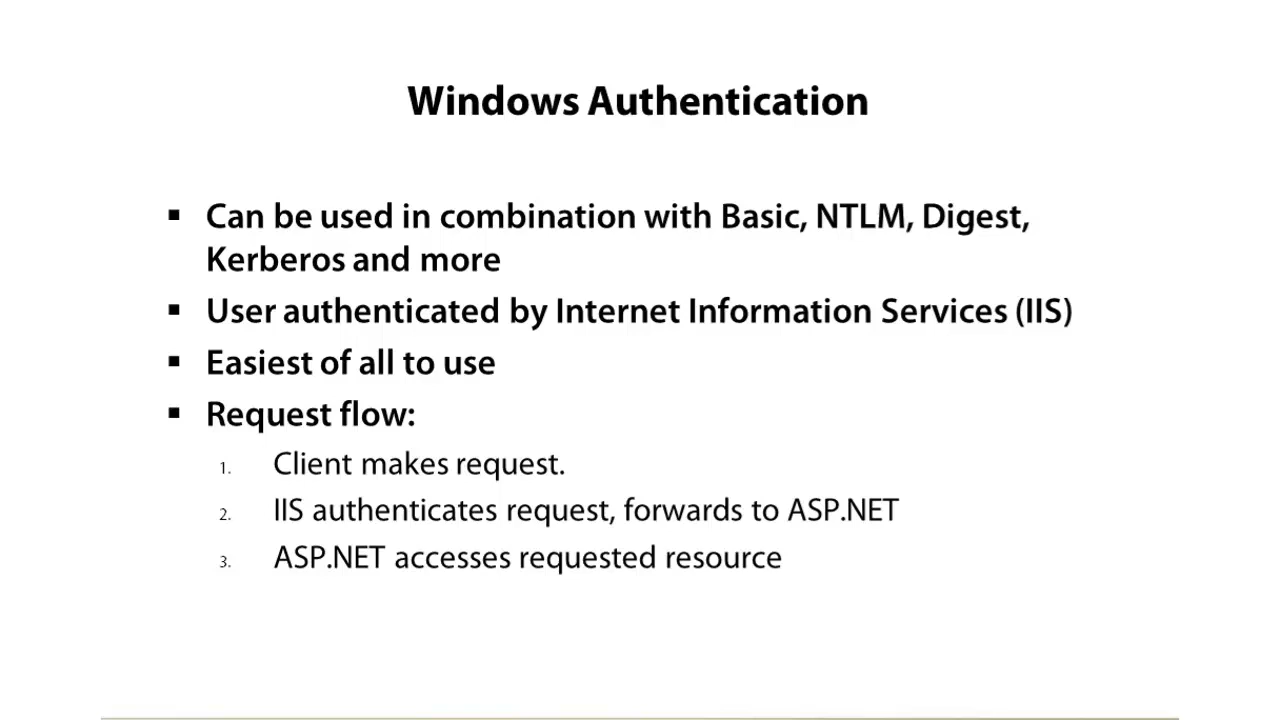 Windows Authentication
▪ Can be used in combination with Basic, NTLM, Digest,
Kerberos and more
▪ User authenticated by Internet Information Services (IIS)
▪ Easiest of all to use
▪ Request flow:
1. Client makes request.
2. IIS authenticates request, forwards to ASP.NET
3. ASP.NET accesses requested resource